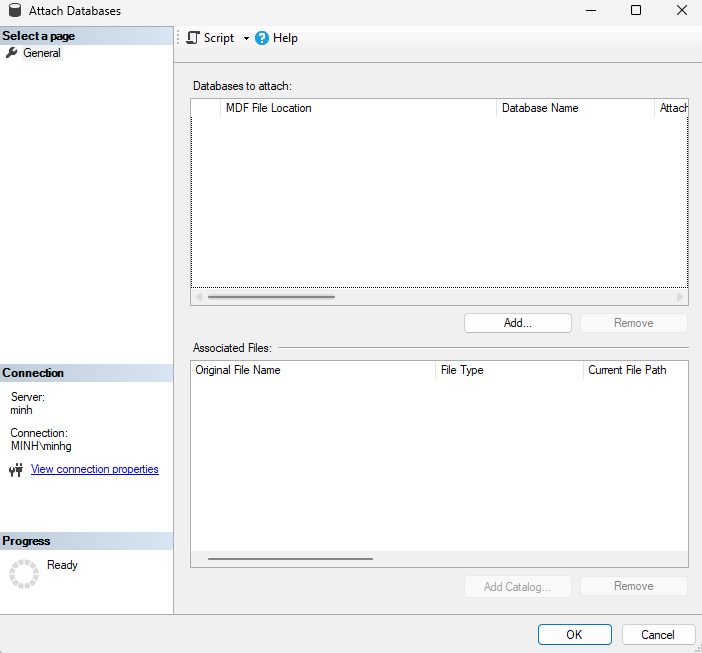 Attach Databases
Select a page
General
Script
Help
Databases to attach:
MDF File Location
Database Name
Attach
Add...
Remove
Associated Files:
Original File Name
File Type
Current File Path
Add Catalog...
Remove
Connection
Server:
minh
Connection:
MINH\minhg
View connection properties
Progress
Ready
OK
Cancel